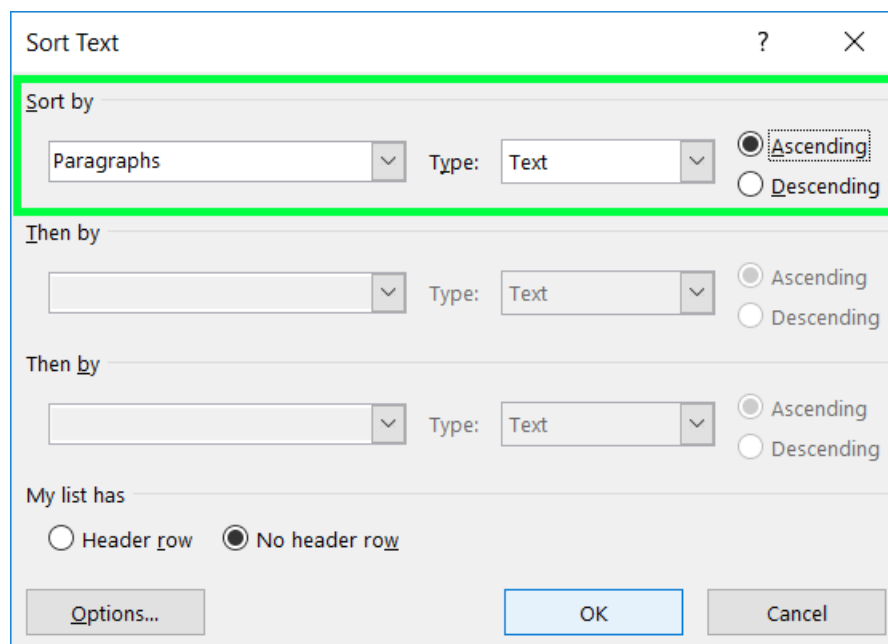 Sort Text ?
Sort by
Paragraphs Type: Text Ascending
Descending
Then by
Type: Text Ascending
Descending
Then by
Type: Text Ascending
Descending
My list has
Header row No header row
Options... OK Cancel